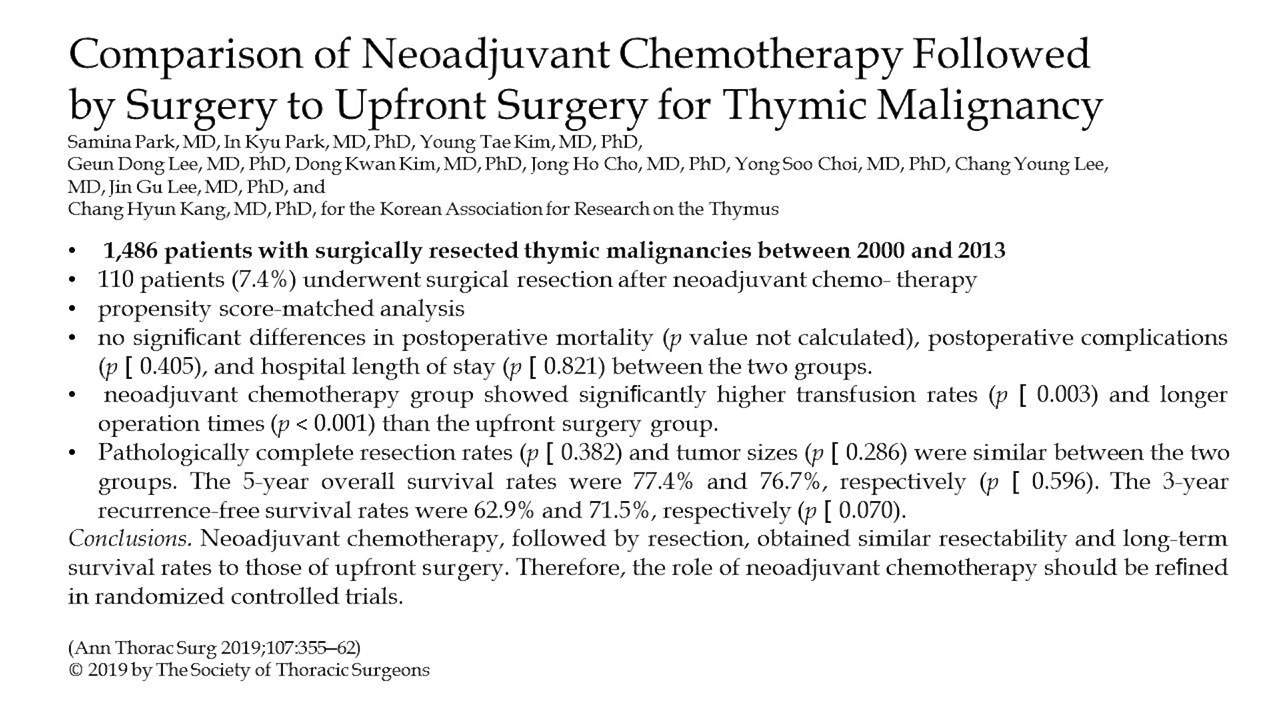 Comparison of Neoadjuvant Chemotherapy Followed
by Surgery to Upfront Surgery for Thymic Malignancy
Samina Park, MD, In Kyu Park, MD, PhD, Young Tae Kim, MD, PhD,
Geun Dong Lee, MD, PhD, Dong Kwan Kim, MD, PhD, Jong Ho Cho, MD, PhD, Yong Soo Choi, MD, PhD, Chang Young Lee,
MD, Jin Gu Lee, MD, PhD, and
Chang Hyun Kang, MD, PhD, for the Korean Association for Research on the Thymus
• 1,486 patients with surgically resected thymic malignancies between 2000 and 2013
• 110 patients (7.4%) underwent surgical resection after neoadjuvant chemo- therapy
• propensity score-matched analysis
• no significant differences in postoperative mortality (p value not calculated), postoperative complications
(p [ 0.405), and hospital length of stay (p [ 0.821) between the two groups.
• neoadjuvant chemotherapy group showed significantly higher transfusion rates (p [ 0.003) and longer
operation times (p < 0.001) than the upfront surgery group.
• Pathologically complete resection rates (p [ 0.382) and tumor sizes (p [ 0.286) were similar between the two
groups. The 5-year overall survival rates were 77.4% and 76.7%, respectively (p [ 0.596). The 3-year
recurrence-free survival rates were 62.9% and 71.5%, respectively (p [ 0.070).
Conclusions. Neoadjuvant chemotherapy, followed by resection, obtained similar resectability and long-term
survival rates to those of upfront surgery. Therefore, the role of neoadjuvant chemotherapy should be refined
in randomized controlled trials.
(Ann Thorac Surg 2019;107:355–62)
© 2019 by The Society of Thoracic Surgeons